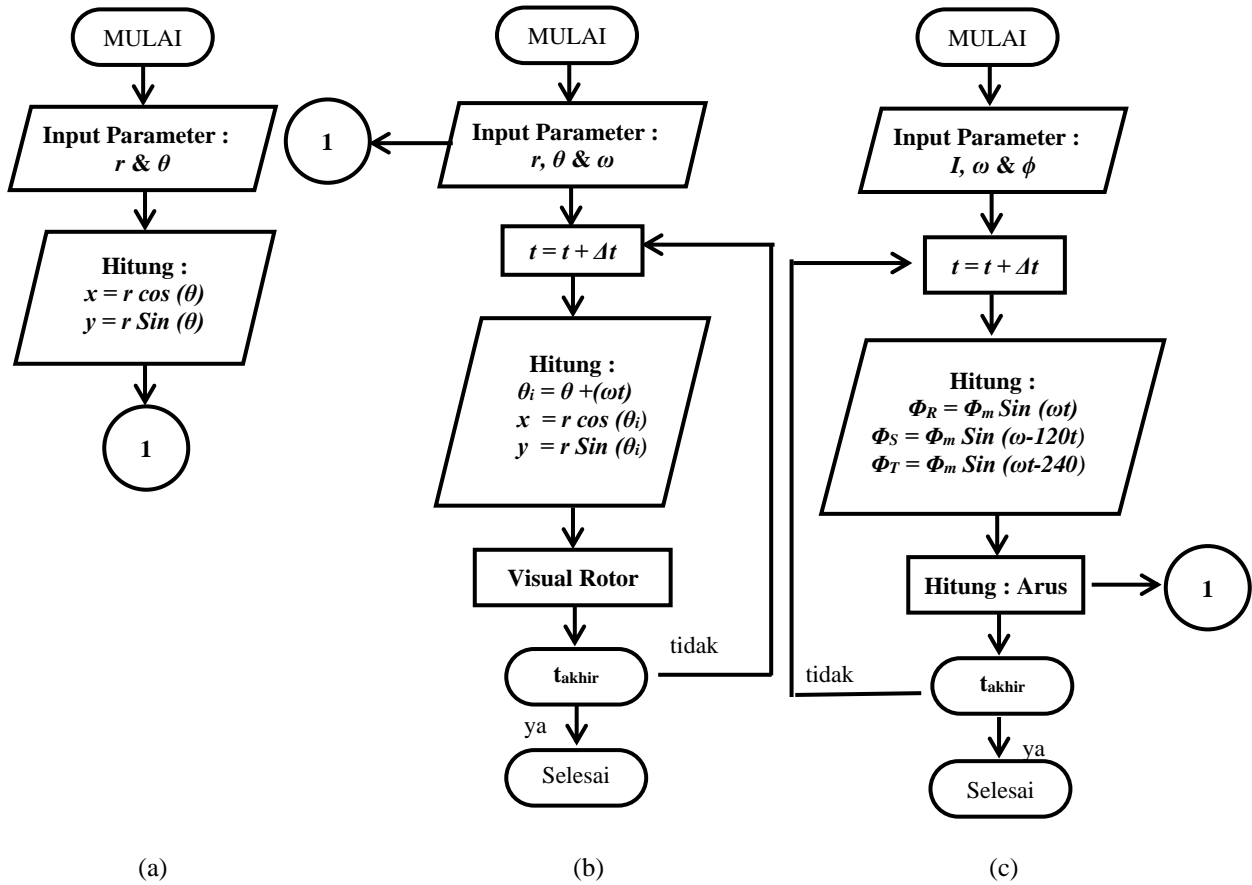 MULAI
Input Parameter :
r & θ
Hitung :
x = r cos (θ)
y = r Sin (θ)
1
(a)
MULAI
1
Input Parameter :
r, θ & ω
t = t + Δt
Hitung :
θi = θ +(ωt)
x = r cos (θi)
y = r Sin (θi)
Visual Rotor
takhir
tidak
ya
Selesai
(b)
MULAI
Input Parameter :
I, ω & ϕ
t = t + Δt
Hitung :
ΦR = Φm Sin (ωt)
ΦS = Φm Sin (ω-120t)
ΦT = Φm Sin (ωt-240)
Hitung : Arus
1
takhir
tidak
ya
Selesai
(c)